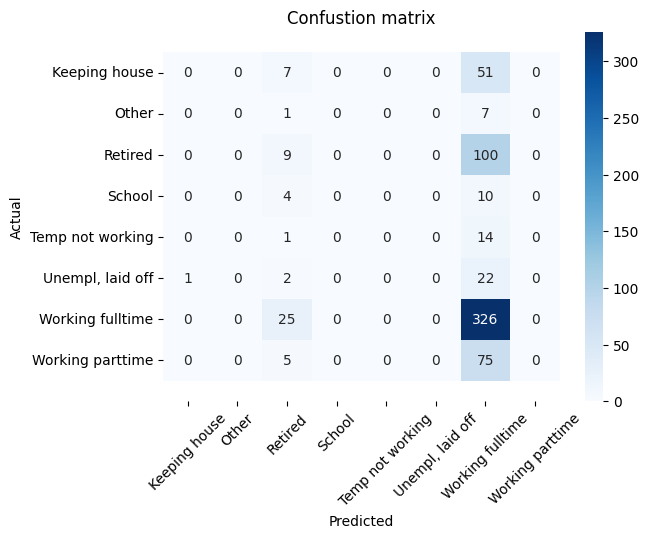 Confustion matrix
Keeping house 0 0 7 0 0 0 51 0
Other 0 0 1 0 0 0 7 0
Retired 0 0 9 0 0 0 100 0
School 0 0 4 0 0 0 10 0
Temp not working 0 0 1 0 0 0 14 0
Unempl, laid off 1 0 2 0 0 0 22 0
Working fulltime 0 0 25 0 0 0 326 0
Working parttime 0 0 5 0 0 0 75 0
Actual
Keeping house
Other
Retired
School
Temp not working
Unempl, laid off
Working fulltime
Working parttime
Predicted
300
250
200
150
100
50
0